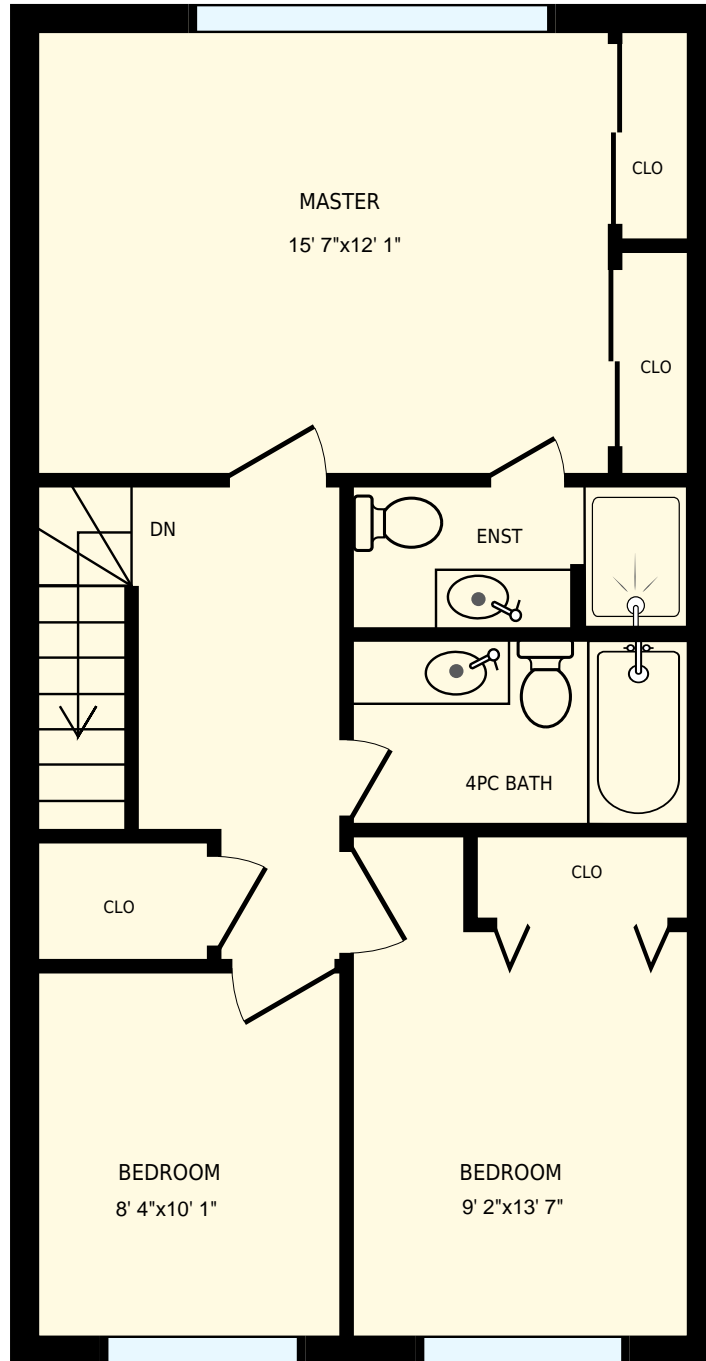 CLO
MASTER
15' 7"x12' 1"
CLO
DN
ENST
4PC BATH
CLO
CLO
BEDROOM
8' 4"x10' 1"
BEDROOM
9' 2"x13' 7"